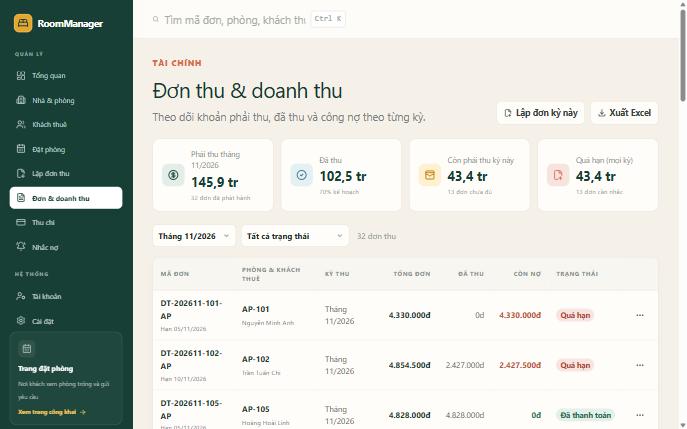 RoomManager
QUẢN LÝ
Tổng quan
Nhà & phòng
Khách thuê
Đặt phòng
Lập đơn thu
Đơn & doanh thu
Thu chi
Nhắc nợ
HỆ THỐNG
Tài khoản
Cài đặt
Trang đặt phòng
Nơi khách xem phòng trống và gửi
yêu cầu
Xem trang công khai →
Tìm mã đơn, phòng, khách thu
Ctrl K
TÀI CHÍNH
Đơn thu & doanh thu
Theo dõi khoản phải thu, đã thu và công nợ theo từng kỳ.
Lập đơn kỳ này
Xuất Excel
Phải thu tháng
11/2026
145,9 tr
32 đơn đã phát hành
Đã thu
102,5 tr
70% kế hoạch
Còn phải thu kỳ này
43,4 tr
13 đơn chưa đủ
Quá hạn (mọi kỳ)
43,4 tr
13 đơn cần nhắc
Tháng 11/2026
Tất cả trạng thái
32 đơn thu
MÃ ĐƠN
PHÒNG & KHÁCH
THUÊ
KỲ THU
TỔNG ĐƠN
ĐÃ THU
CÒN NỢ
TRẠNG THÁI
DT-202611-101-
AP
Hạn 05/11/2026
AP-101
Nguyễn Minh Anh
Tháng
11/2026
4.330.000đ
0đ
4.330.000đ
Quá hạn
...
DT-202611-102-
AP
Hạn 10/11/2026
AP-102
Trần Tuấn Chi
Tháng
11/2026
4.854.500đ
2.427.000đ
2.427.500đ
Quá hạn
...
DT-202611-105-
AP
Hạn 05/11/2026
AP-105
Hoàng Hoài Linh
Tháng
11/2026
4.828.000đ
4.828.000đ
0đ
Đã thanh toán
...